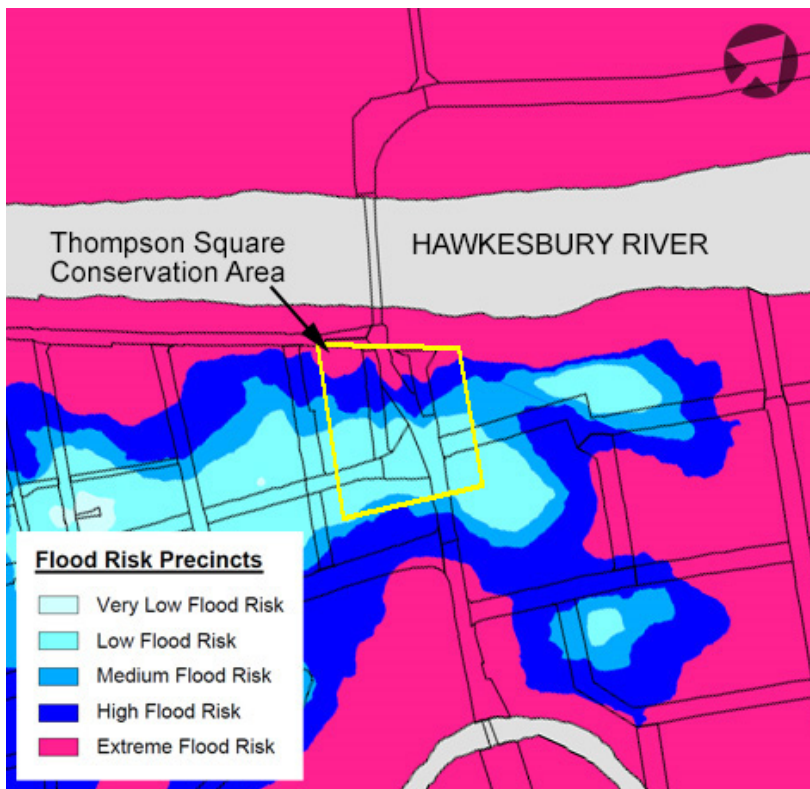 Thompson Square
Conservation Area
HAWKESBURY RIVER
Flood Risk Precincts
Very Low Flood Risk
Low Flood Risk
Medium Flood Risk
High Flood Risk
Extreme Flood Risk